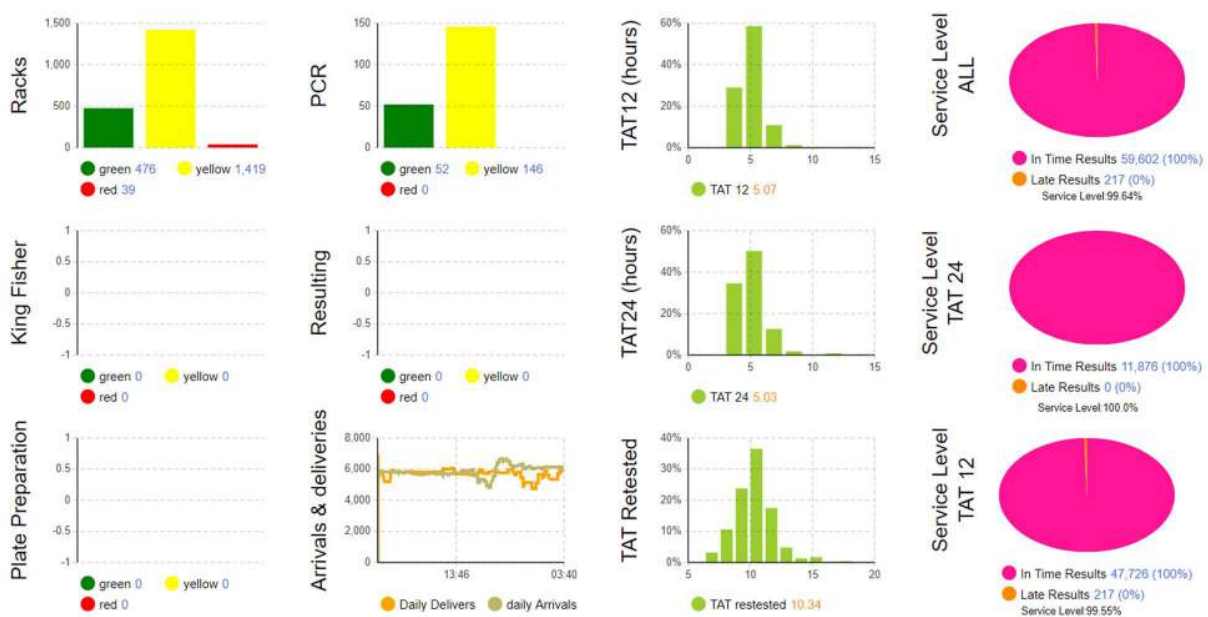 Racks
1,500
1,000
500
0
green 476 yellow 1,419
red 39
PCR
150
100
50
0
green 52 yellow 146
red 0
TAT12 (hours)
60%
40%
20%
0%
0 5 10 15
TAT 12 5.07
Service Level
ALL
In Time Results 59,602 (100%)
Late Results 217 (0%)
Service Level:99.64%
King Fisher
1
0.5
0
-0.5
-1
green 0 yellow 0
red 0
Resulting
1
0.5
0
-0.5
-1
green 0 yellow 0
red 0
TAT24 (hours)
60%
40%
20%
0%
0 5 10 15
TAT 24 5.03
Service Level
TAT 24
In Time Results 11,876 (100%)
Late Results 0 (0%)
Service Level:100.0%
Plate Preparation
1
0.5
0
-0.5
-1
green 0 yellow 0
red 0
Arrivals & deliveries
8,000
6,000
4,000
2,000
0
13:46 03:40
Daily Delivers daily Arrivals
TAT Retested
40%
30%
20%
10%
0%
5 10 15 20
TAT restested 10.34
Service Level
TAT 12
In Time Results 47,726 (100%)
Late Results 217 (0%)
Service Level:99.55%